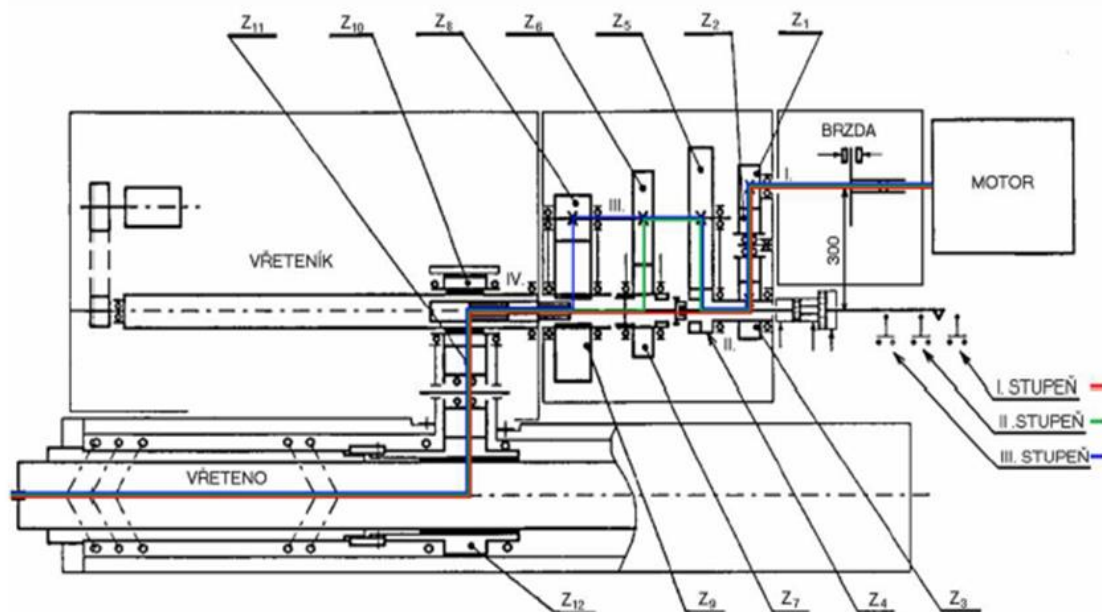 Z₁₁ Z₁₀ Z₈ Z₆ Z₅ Z₂ Z₁
BRZDA
MOTOR
I.
III.
300
VŘETENÍK
IV.
II.
I. STUPEŇ
II .STUPEŇ
III. STUPEŇ
VŘETENO
Z₁₂ Z₉ Z₇ Z₄ Z₃